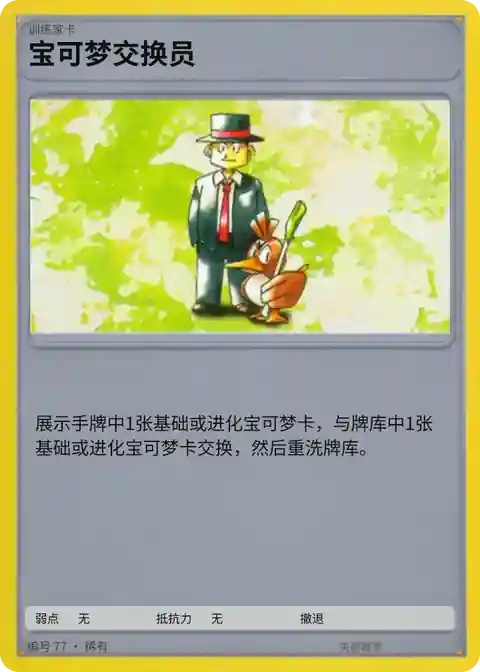 训练家卡
宝可梦交换员
展示手牌中1张基础或进化宝可梦卡，与牌库中1张
基础或进化宝可梦卡交换，然后重洗牌库。
弱点 无 抵抗力 无 撤退
编号 77 · 稀有